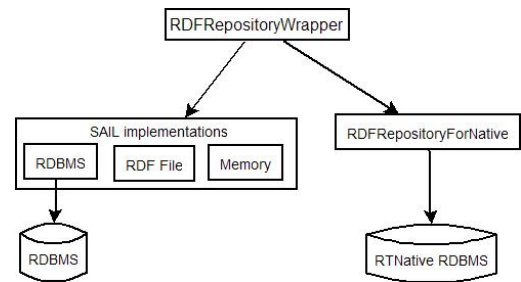 RDFRepositoryWrapper
SAIL implementations
RDBMS
RDF File
Memory
RDFRepositoryForNative
RDBMS
RTNative RDBMS